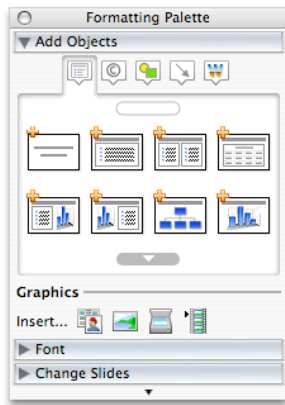 Formatting Palette
Add Objects
©
W
Graphics
Insert...
Font
Change Slides